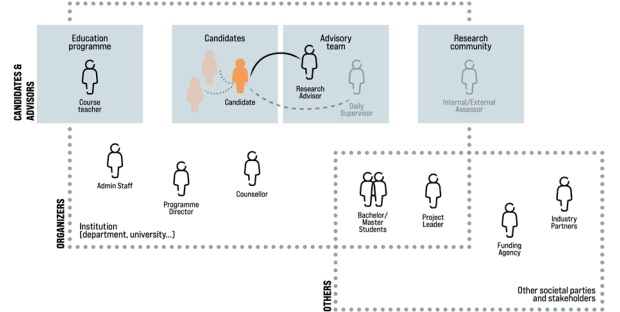 CANDIDATES &
ADVISORS
Education
programme
Course
teacher
Candidates
Candidate
Advisory
team
Research
Advisor
Daily
Supervisor
Research
community
Internal/External
Assessor
ORGANIZERS
Admin Staff
Programme
Director
Counsellor
Institution
(department, university...)
Bachelor/
Master
Students
Project
Leader
OTHERS
Funding
Agency
Industry
Partners
Other societal parties
and stakeholders